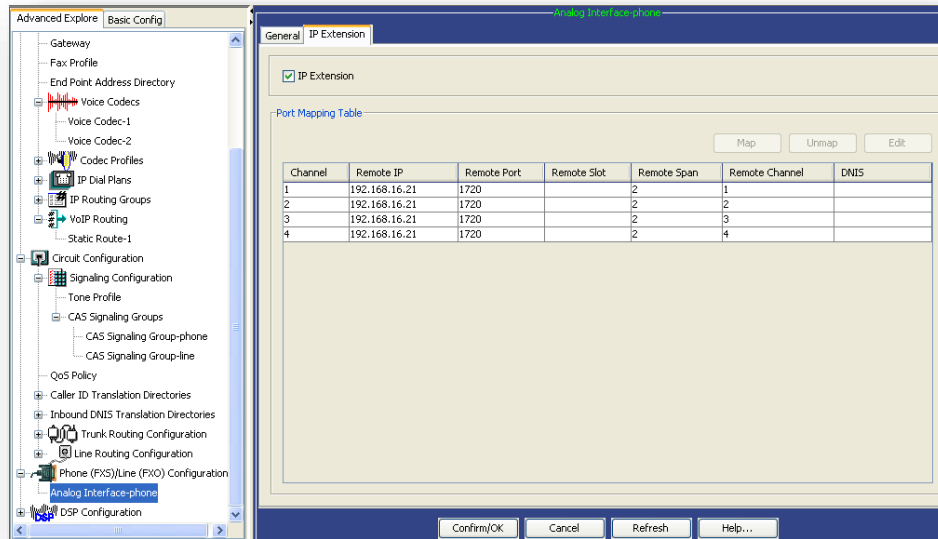 Advanced Explore Basic Config
Gateway
Fax Profile
End Point Address Directory
Voice Codecs
Voice Codec-1
Voice Codec-2
Codec Profiles
IP Dial Plans
IP Routing Groups
VoIP Routing
Static Route-1
Circuit Configuration
Signaling Configuration
Tone Profile
CAS Signaling Groups
CAS Signaling Group-phone
CAS Signaling Group-line
QoS Policy
Caller ID Translation Directories
Inbound DNIS Translation Directories
Trunk Routing Configuration
Line Routing Configuration
Phone (FXS)/Line (FXO) Configuration
Analog Interface-phone
DSP DSP Configuration
Analog Interface-phone
General IP Extension
IP Extension
Port Mapping Table
Map Unmap Edit
Channel Remote IP Remote Port Remote Slot Remote Span Remote Channel DNIS
1 192.168.16.21 1720 2 1
2 192.168.16.21 1720 2 2
3 192.168.16.21 1720 2 3
4 192.168.16.21 1720 2 4
Confirm/OK Cancel Refresh Help...